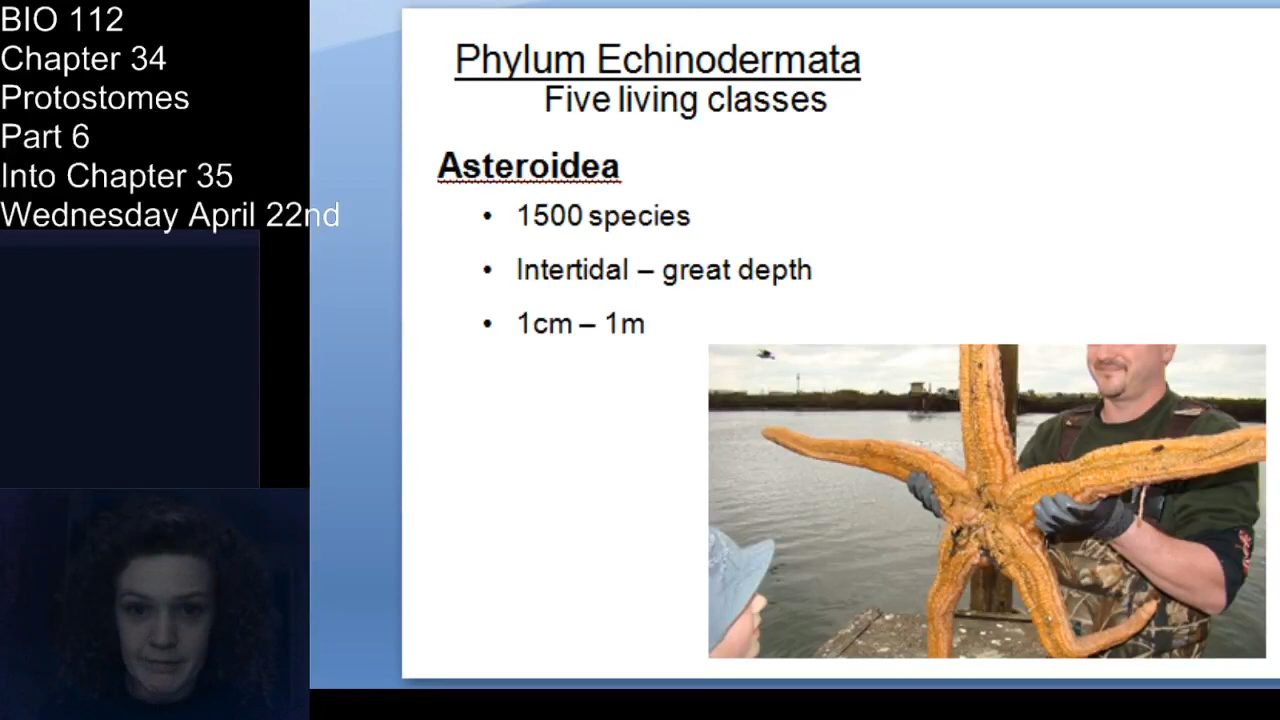 BIO 112
Chapter 34
Protostomes
Part 6
Into Chapter 35
Wednesday April 22nd
Phylum Echinodermata
Five living classes
Asteroidea
• 1500 species
• Intertidal – great depth
• 1cm – 1m